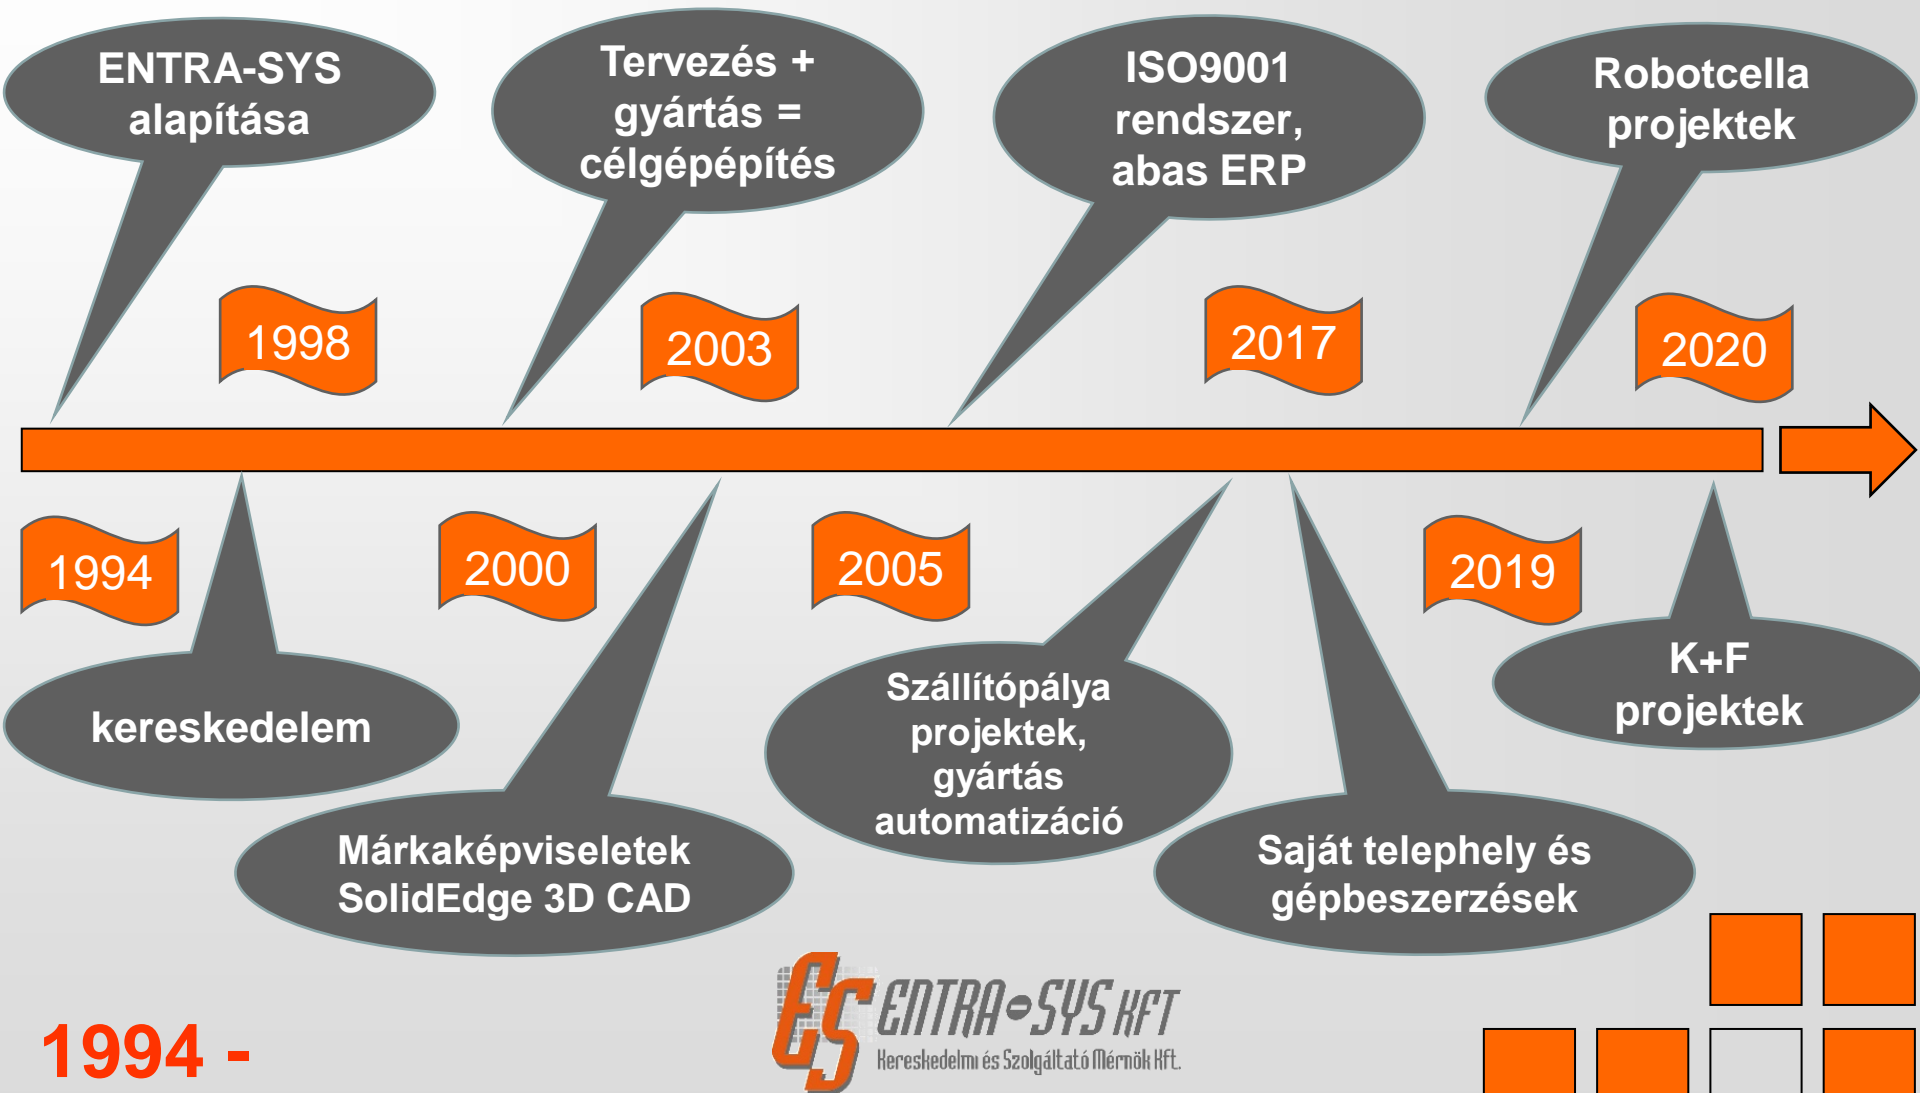 ENTRA-SYS
alapítása
Tervezés +
gyártás =
célgépépítés
ISO9001
rendszer,
abas ERP
Robotcella
projektek
1998
2003
2017
2020
1994
2000
2005
2019
kereskedelem
Márkaképviseletek
SolidEdge 3D CAD
Szállítópálya
projektek,
gyártás
automatizáció
Saját telephely és
gépbeszerzések
K+F
projektek
1994 -
ES
ENTRA-SYS KFT
Kereskedelmi és Szolgáltató Mérnök Kft.